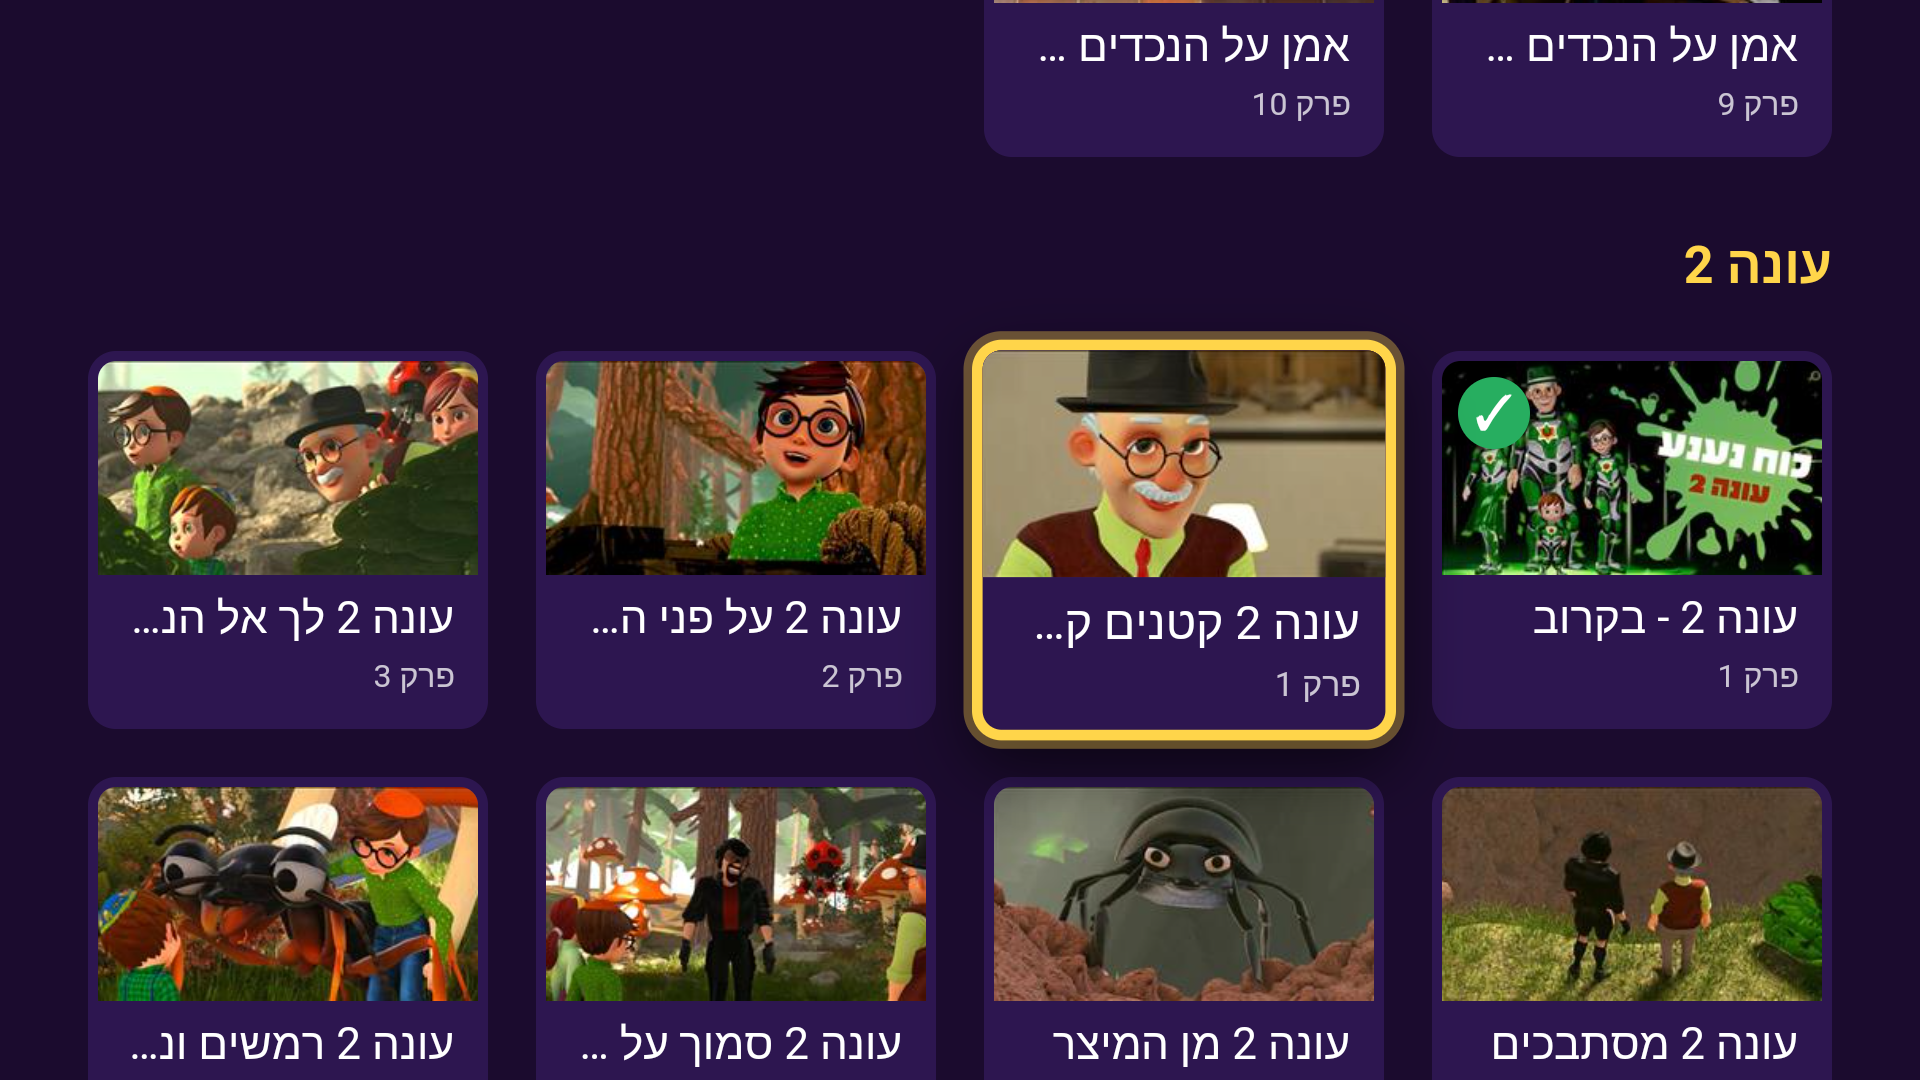 אמן על הנכדים ...
פרק 9
אמן על הנכדים ...
פרק 10
עונה 2
כוח נענע
עונה 2
עונה 2 - בקרוב
פרק 1
עונה 2 קטנים ק...
פרק 1
עונה 2 על פני ה...
פרק 2
עונה 2 לך אל הנ...
פרק 3
עונה 2 מסתבכים
עונה 2 מן המיצר
עונה 2 סמוך על ...
עונה 2 רמשים ונ...